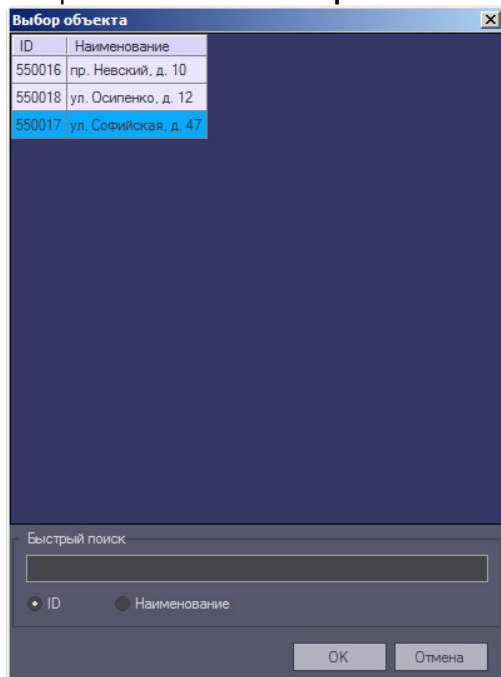 Выбор объекта
ID Наименование
550016 пр. Невский, д. 10
550018 ул. Осипенко, д. 12
550017 ул. Софийская, д. 47
Быстрый поиск
ID Наименование
OK Отмена